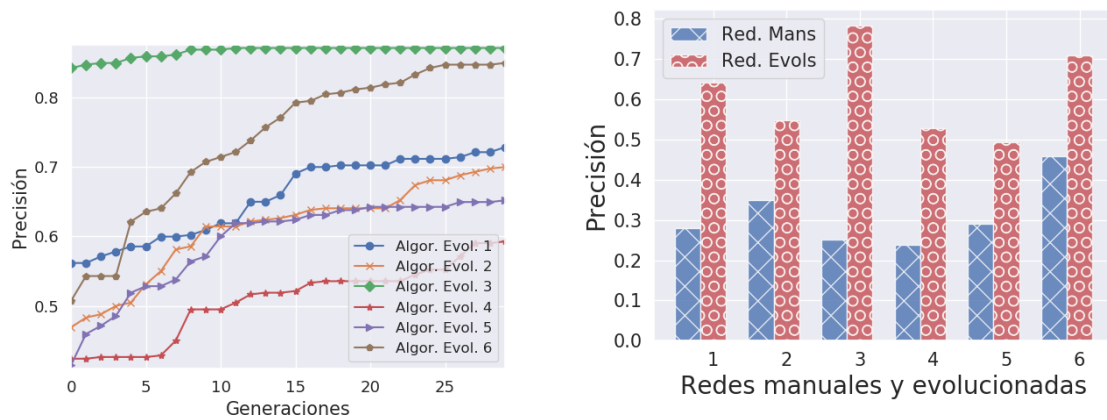 Precisión
0.8
0.7
0.6
0.5
Algor. Evol. 1
Algor. Evol. 2
Algor. Evol. 3
Algor. Evol. 4
Algor. Evol. 5
Algor. Evol. 6
0 5 10 15 20 25
Generaciones
Precisión
0.8
0.7
0.6
0.5
0.4
0.3
0.2
0.1
0.0
Red. Mans
Red. Evols
1 2 3 4 5 6
Redes manuales y evolucionadas